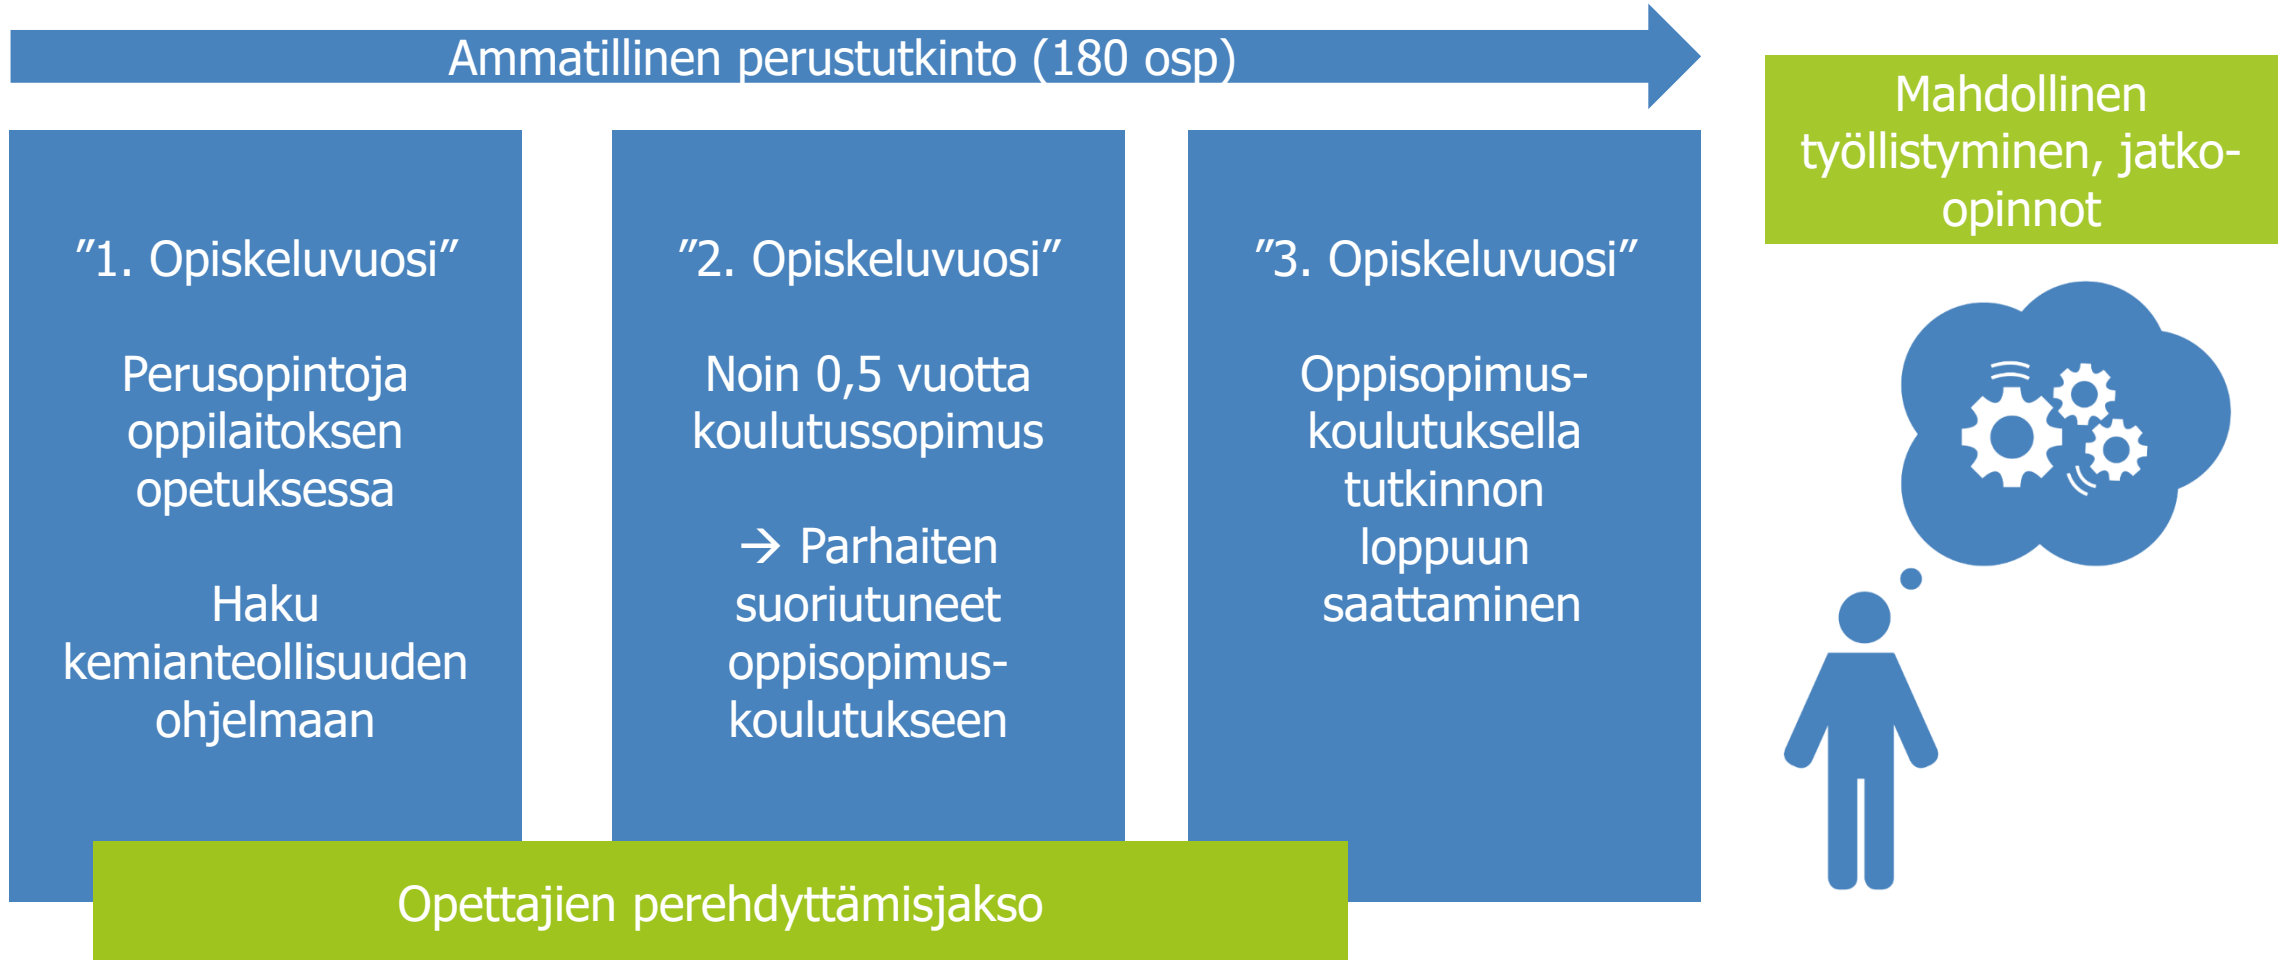 Ammatillinen perustutkinto (180 osp)
Mahdollinen
työllistyminen, jatko-
opinnot
”1. Opiskeluvuosi”
Perusopintoja
oppilaitoksen
opetuksessa
Haku
kemianteollisuuden
ohjelmaan
”2. Opiskeluvuosi”
Noin 0,5 vuotta
koulutussopimus
→ Parhaiten
suoriutuneet
oppisopimus-
koulutukseen
”3. Opiskeluvuosi”
Oppisopimus-
koulutuksella
tutkinnon
loppuun
saattaminen
Opettajien perehdyttämisjakso